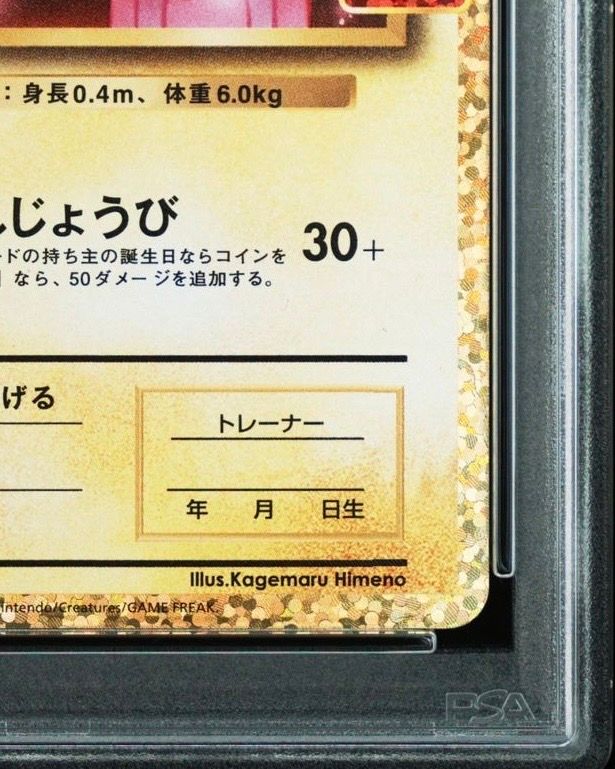 ：身長0.4m、体重6.0kg
んじょうび
30+
ードの持ち主の誕生日ならコインを
なら、50ダメージを追加する。
げる
トレーナー
年 月 日生
Illus.Kagemaru Himeno
intendo/Creatures/GAME FREAK.
PSA